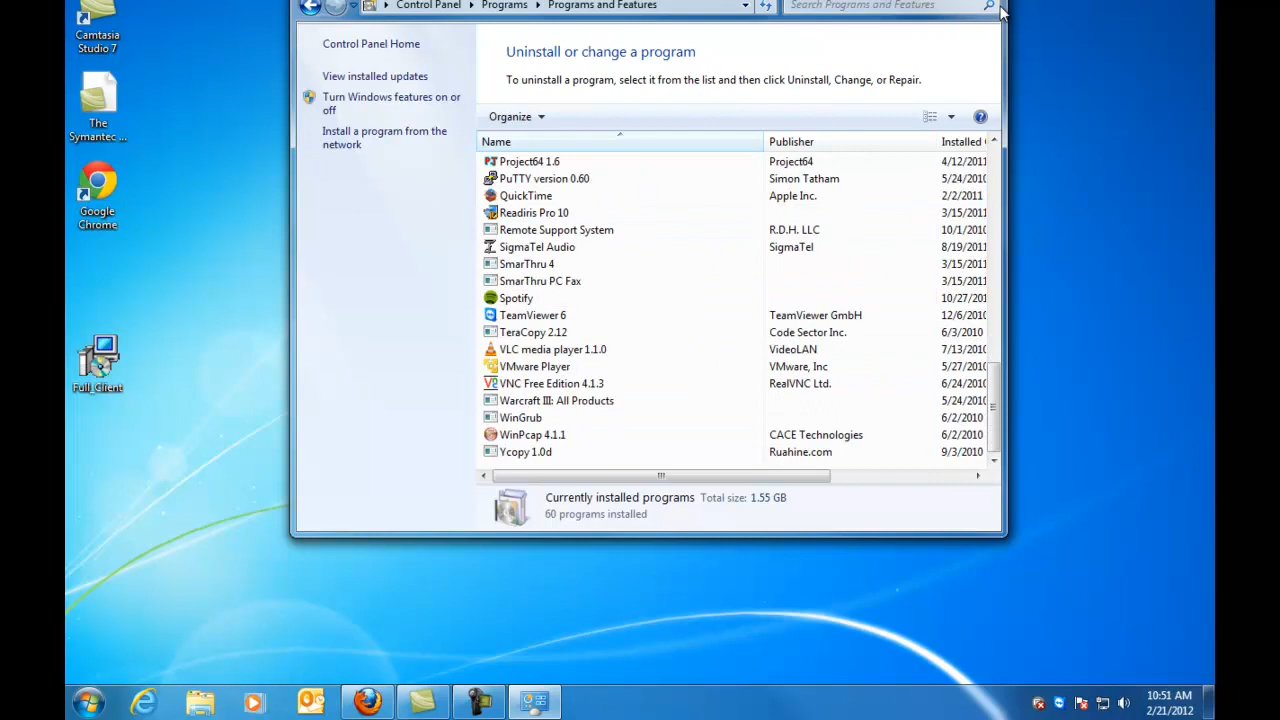 Control Panel Programs Programs and Features Search Programs and Features
Camtasia
Studio 7
The
Symantec ...
Google
Chrome
Full_Client
Control Panel Home
View installed updates
Turn Windows features on or
off
Install a program from the
network
Uninstall or change a program
To uninstall a program, select it from the list and then click Uninstall, Change, or Repair.
Organize
Name Publisher Installed
Project64 1.6 Project64 4/12/2011
PuTTY version 0.60 Simon Tatham 5/24/2010
QuickTime Apple Inc. 2/2/2011
Readiris Pro 10 3/15/2011
Remote Support System R.D.H. LLC 10/1/2010
SigmaTel Audio SigmaTel 8/19/2011
SmarThru 4 3/15/2011
SmarThru PC Fax 3/15/2011
Spotify 10/27/201
TeamViewer 6 TeamViewer GmbH 12/6/2010
TeraCopy 2.12 Code Sector Inc. 6/3/2010
VLC media player 1.1.0 VideoLAN 7/13/2010
VMware Player VMware, Inc 5/27/2010
VNC Free Edition 4.1.3 RealVNC Ltd. 6/24/2010
Warcraft III: All Products 5/24/2010
WinGrub 6/2/2010
WinPcap 4.1.1 CACE Technologies 6/2/2010
Ycopy 1.0d Ruahine.com 9/3/2010
Currently installed programs Total size: 1.55 GB
60 programs installed
10:51 AM
2/21/2012